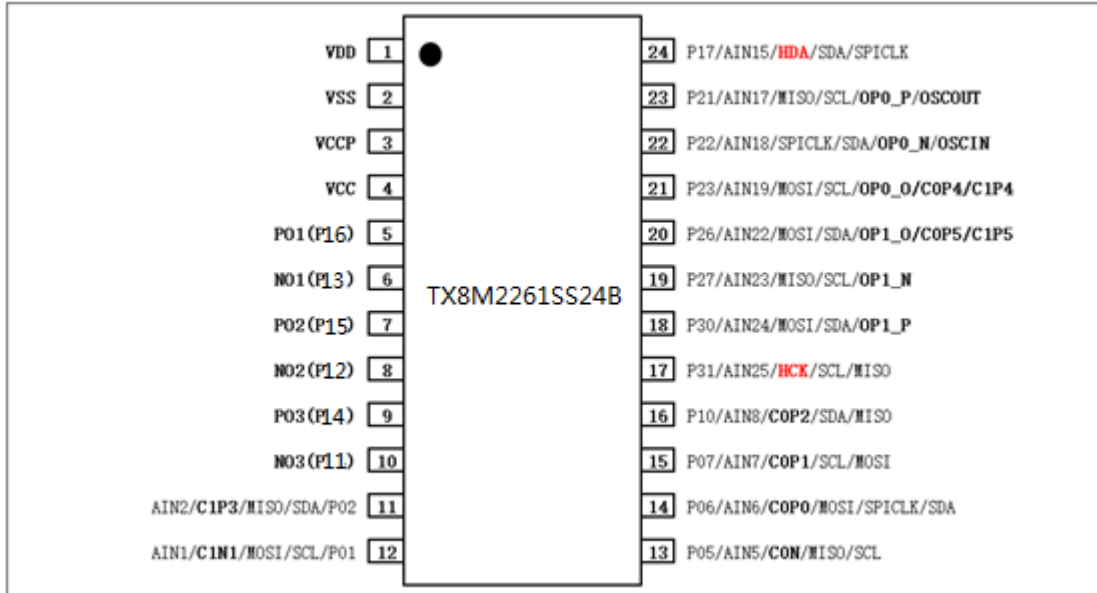 VDD 1
VSS 2
VCCP 3
VCC 4
PO1(P16) 5
NO1(P13) 6
PO2(P15) 7
NO2(P12) 8
PO3(P14) 9
NO3(P11) 10
AIN2/C1P3/MISO/SDA/P02 11
AIN1/C1N1/MOSI/SCL/P01 12
TX8M2261SS24B
24 P17/AIN15/HDA/SDA/SPICLK
23 P21/AIN17/MISO/SCL/OP0_P/OSCOUT
22 P22/AIN18/SPICLK/SDA/OP0_N/OSCIN
21 P23/AIN19/MOSI/SCL/OP0_O/C0P4/C1P4
20 P26/AIN22/MOSI/SDA/OP1_O/C0P5/C1P5
19 P27/AIN23/MISO/SCL/OP1_N
18 P30/AIN24/MOSI/SDA/OP1_P
17 P31/AIN25/HCK/SCL/MISO
16 P10/AIN8/C0P2/SDA/MISO
15 P07/AIN7/C0P1/SCL/MOSI
14 P06/AIN6/C0P0/MOSI/SPICLK/SDA
13 P05/AIN5/C0N/MISO/SCL